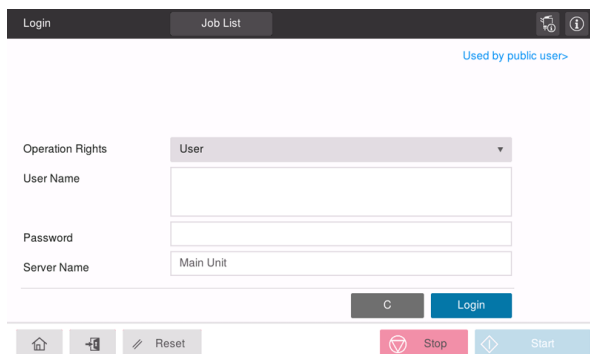 Login
Job List
Used by public user>
Operation Rights
User
User Name
Password
Server Name
Main Unit
C
Login
Reset
Stop
Start